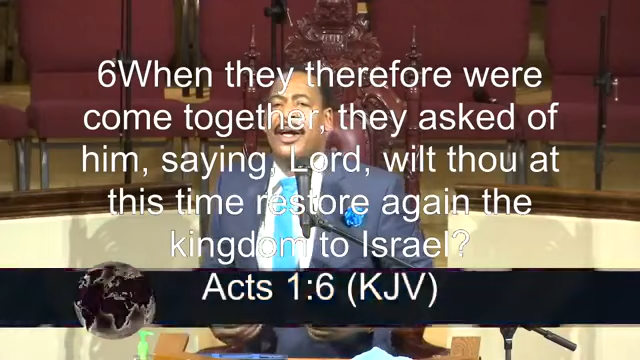 6When they therefore were
come together, they asked of
him, saying, Lord, wilt thou at
this time restore again the
kingdom to Israel?
Acts 1:6 (KJV)